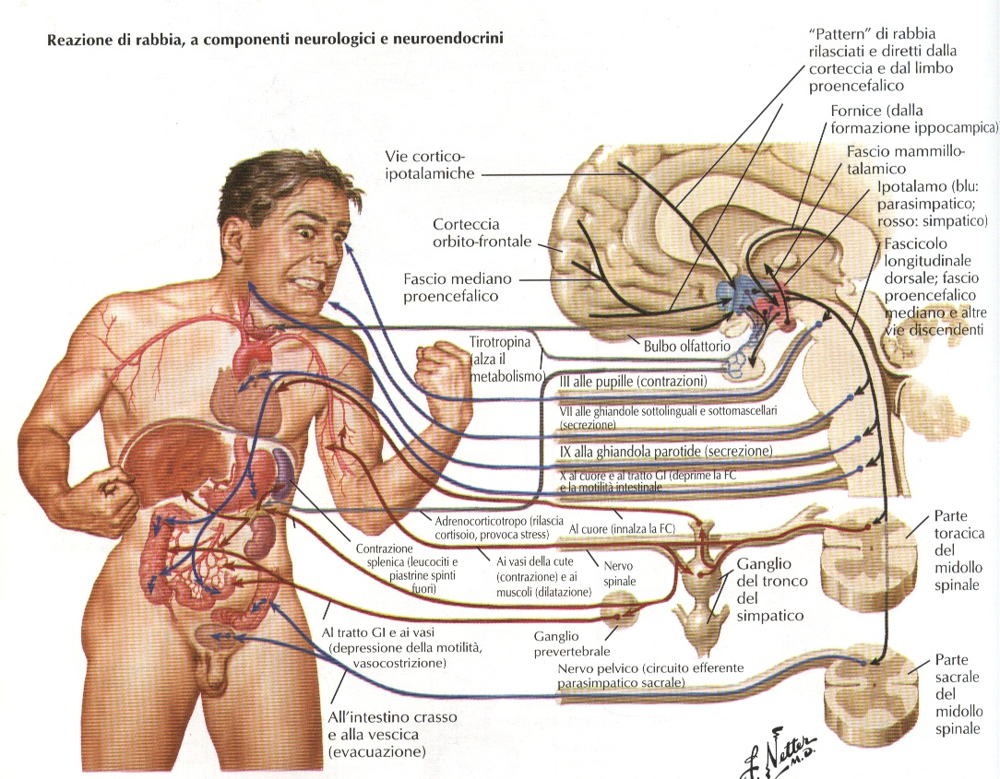 Reazione di rabbia, a componenti neurologici e neuroendocrini
"Pattern" di rabbia
rilasciati e diretti dalla
corteccia e dal limbo
proencefalico
Fornice (dalla
formazione ippocampica)
Fascio mammillo-
talamico
Ipotalamo (blu:
parasimpatico;
rosso: simpatico)
Fascicolo
longitudinale
dorsale; fascio
proencefalico
mediano e altre
vie discendenti
Vie cortico-
ipotalamiche
Corteccia
orbito-frontale
Fascio mediano
proencefalico
Bulbo olfattorio
Tirotropina
(alza il
metabolismo)
III alle pupille (contrazioni)
VII alle ghiandole sottolinguali e sottomascellari
(secrezione)
IX alla ghiandola parotide (secrezione)
X al cuore e al tratto GI (deprime la FC
e la motilità intestinale
Adrenocorticotropo (rilascia
cortisoio, provoca stress)
Al cuore (innalza la FC)
Contrazione
splenica (leucociti e
piastrine spinti
fuori)
Ai vasi della cute
(contrazione) e ai
muscoli (dilatazione)
Nervo
spinale
Ganglio
del tronco
del
simpatico
Parte
toracica
del
midollo
spinale
Al tratto GI e ai vasi
(depressione della motilità,
vasocostrizione)
Ganglio
prevertebrale
Nervo pelvico (circuito efferente
parasimpatico sacrale)
Parte
sacrale
del
midollo
spinale
All'intestino crasso
e alla vescica
(evacuazione)
F. Netter
M.D.